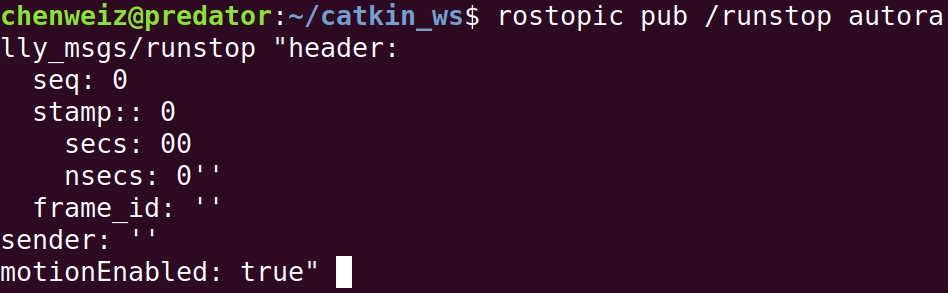 chenweiz@predator:~/catkin_ws$ rostopic pub /runstop autora
lly_msgs/runstop "header:
  seq: 0
  stamp:: 0
    secs: 00
    nsecs: 0''
  frame_id: ''
sender: ''
motionEnabled: true"